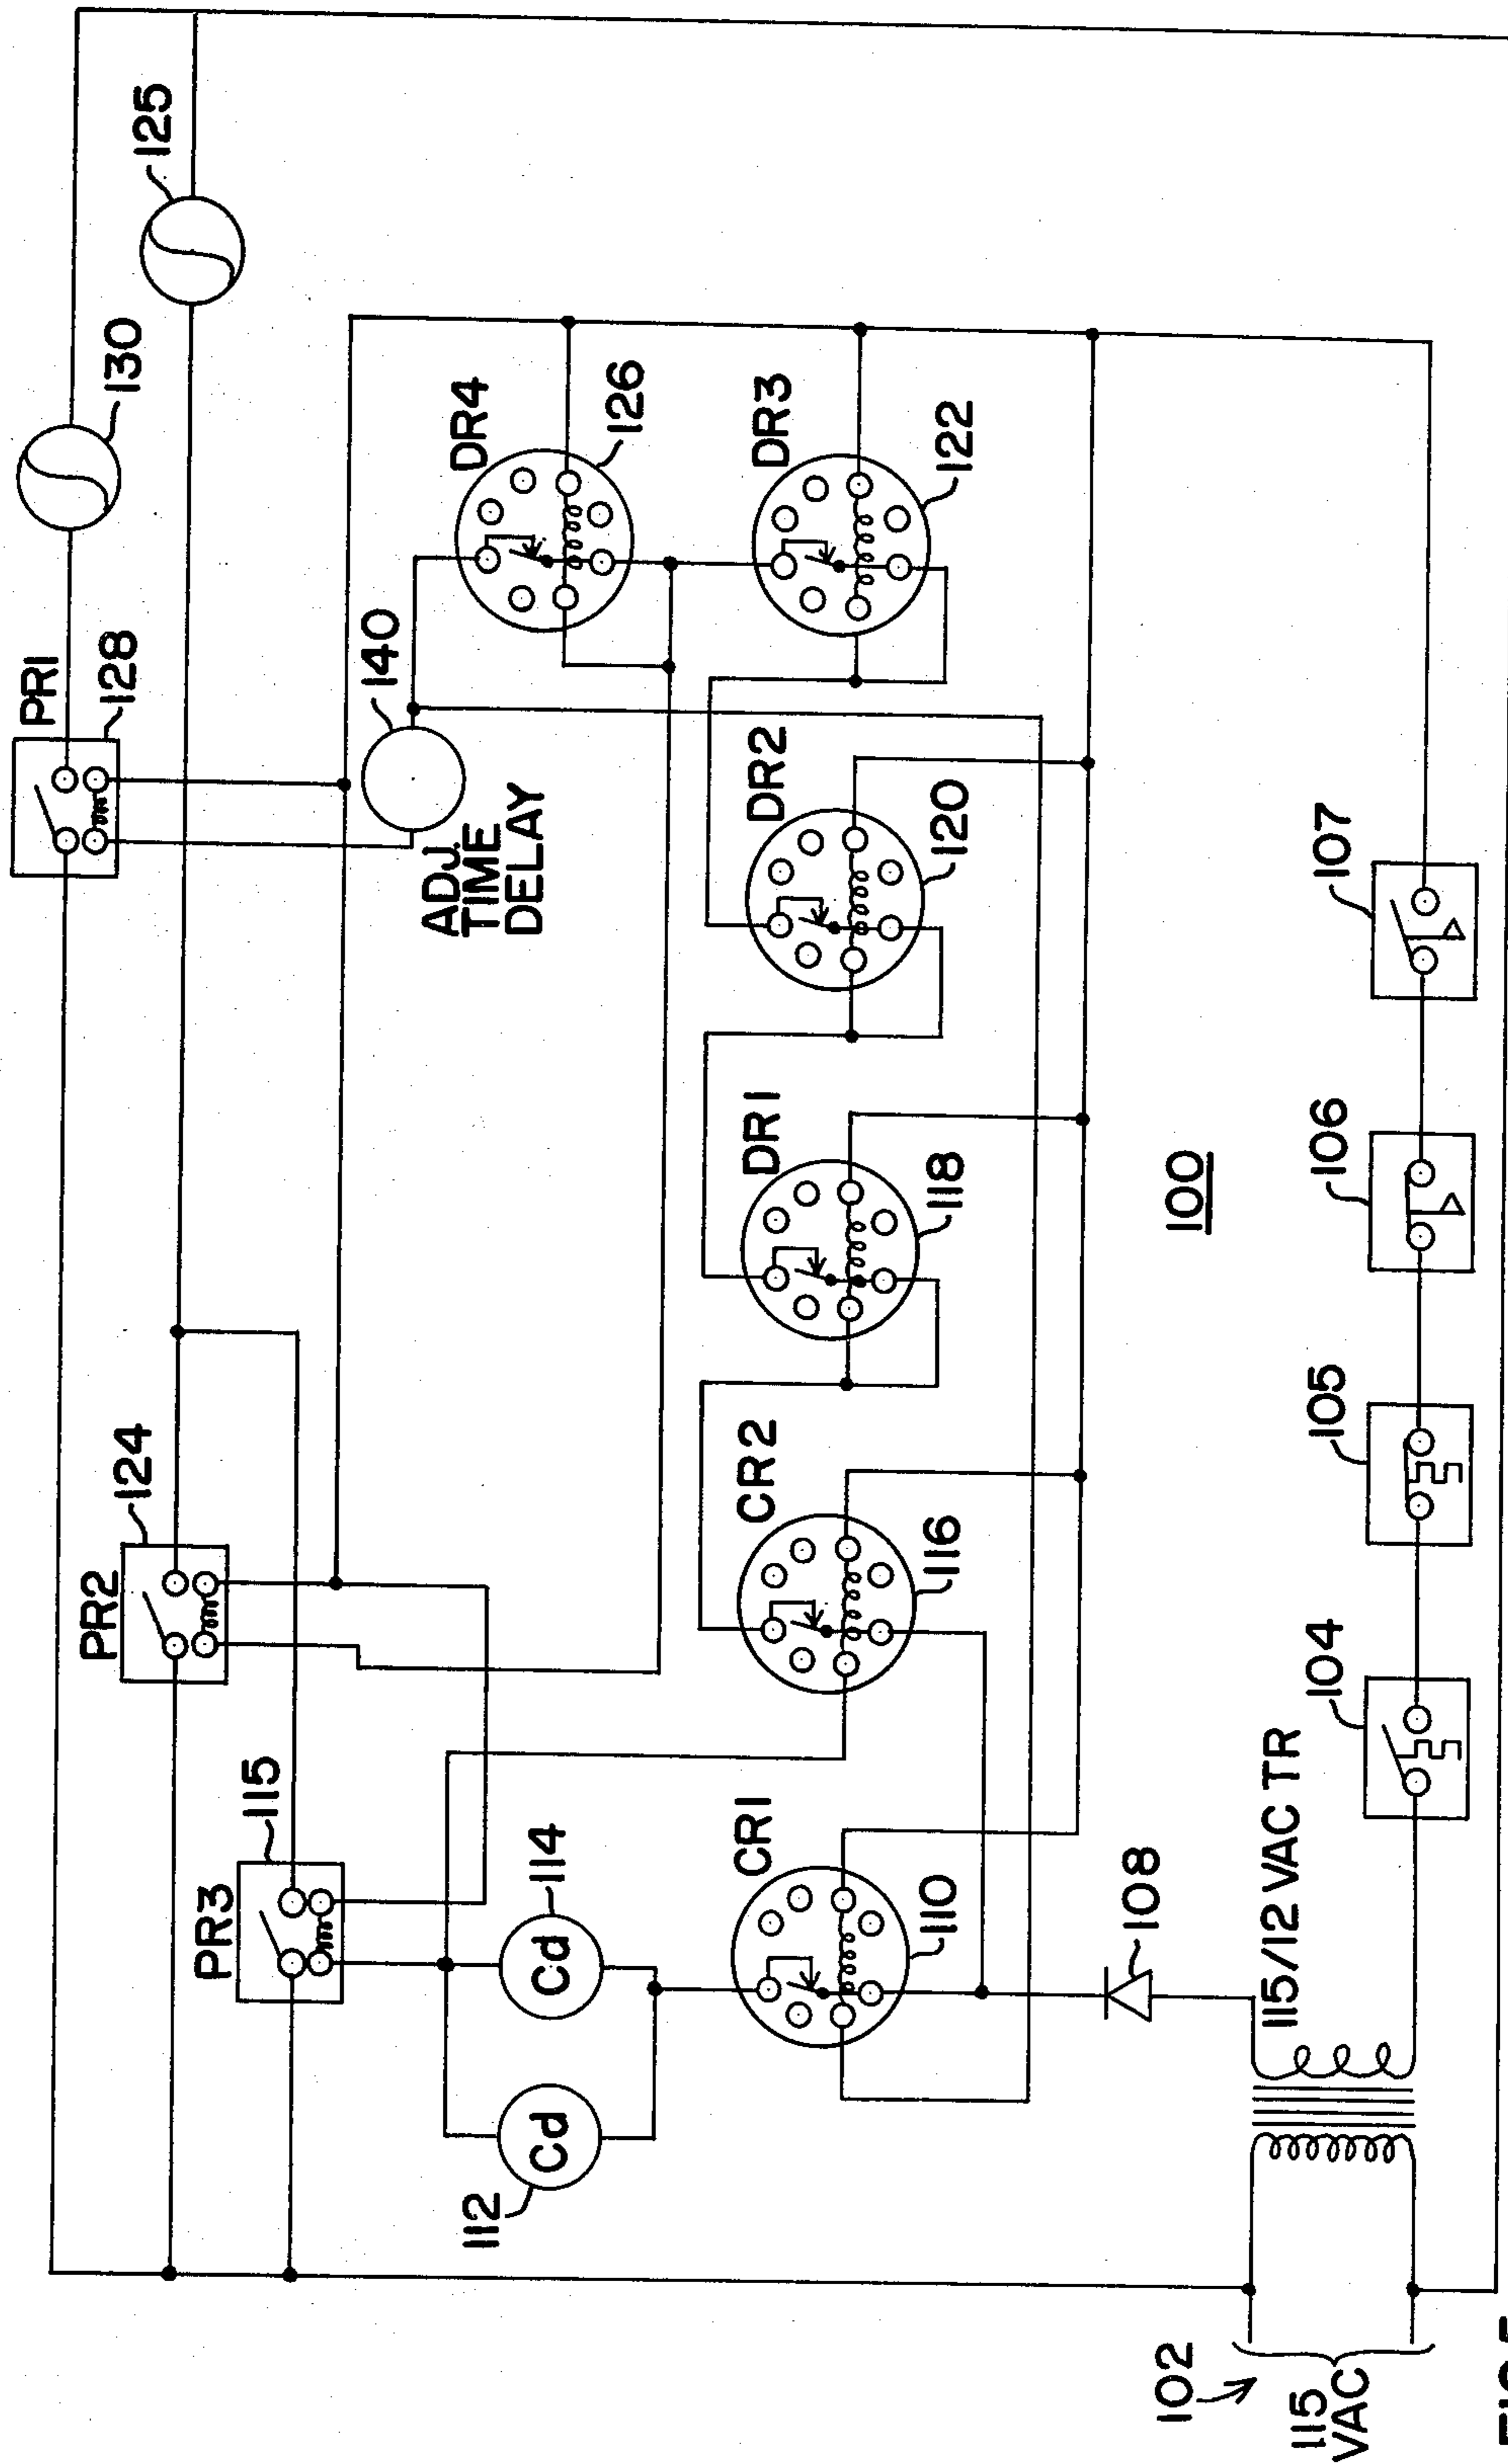 PR1
128
130
125
PR2
124
PR3
115
140
ADJ.
TIME
DELAY
DR4
126
DR3
122
DR2
120
DR1
118
CR2
116
CR1
110
114
Cd
112
Cd
108
100
115/12 VAC TR
104
105
106
107
102
115
VAC